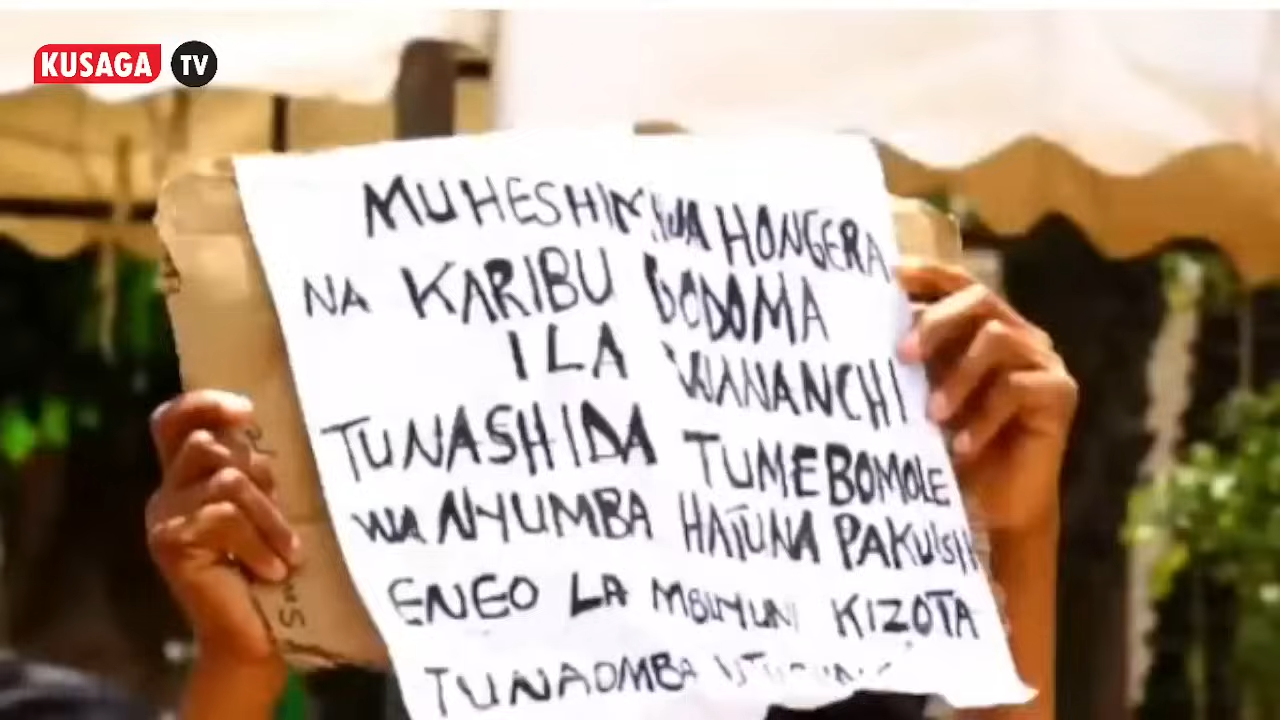 KUSAGA TV
MUHESHIMIWA HONGERA
NA KARIBU DODOMA
ILA WANANCHI
TUNASHIDA TUMEBOMOLE
WA NYUMBA HATUNA PAKUISHI
ENEO LA MBUYUNI KIZOTA
TUNAOMBA